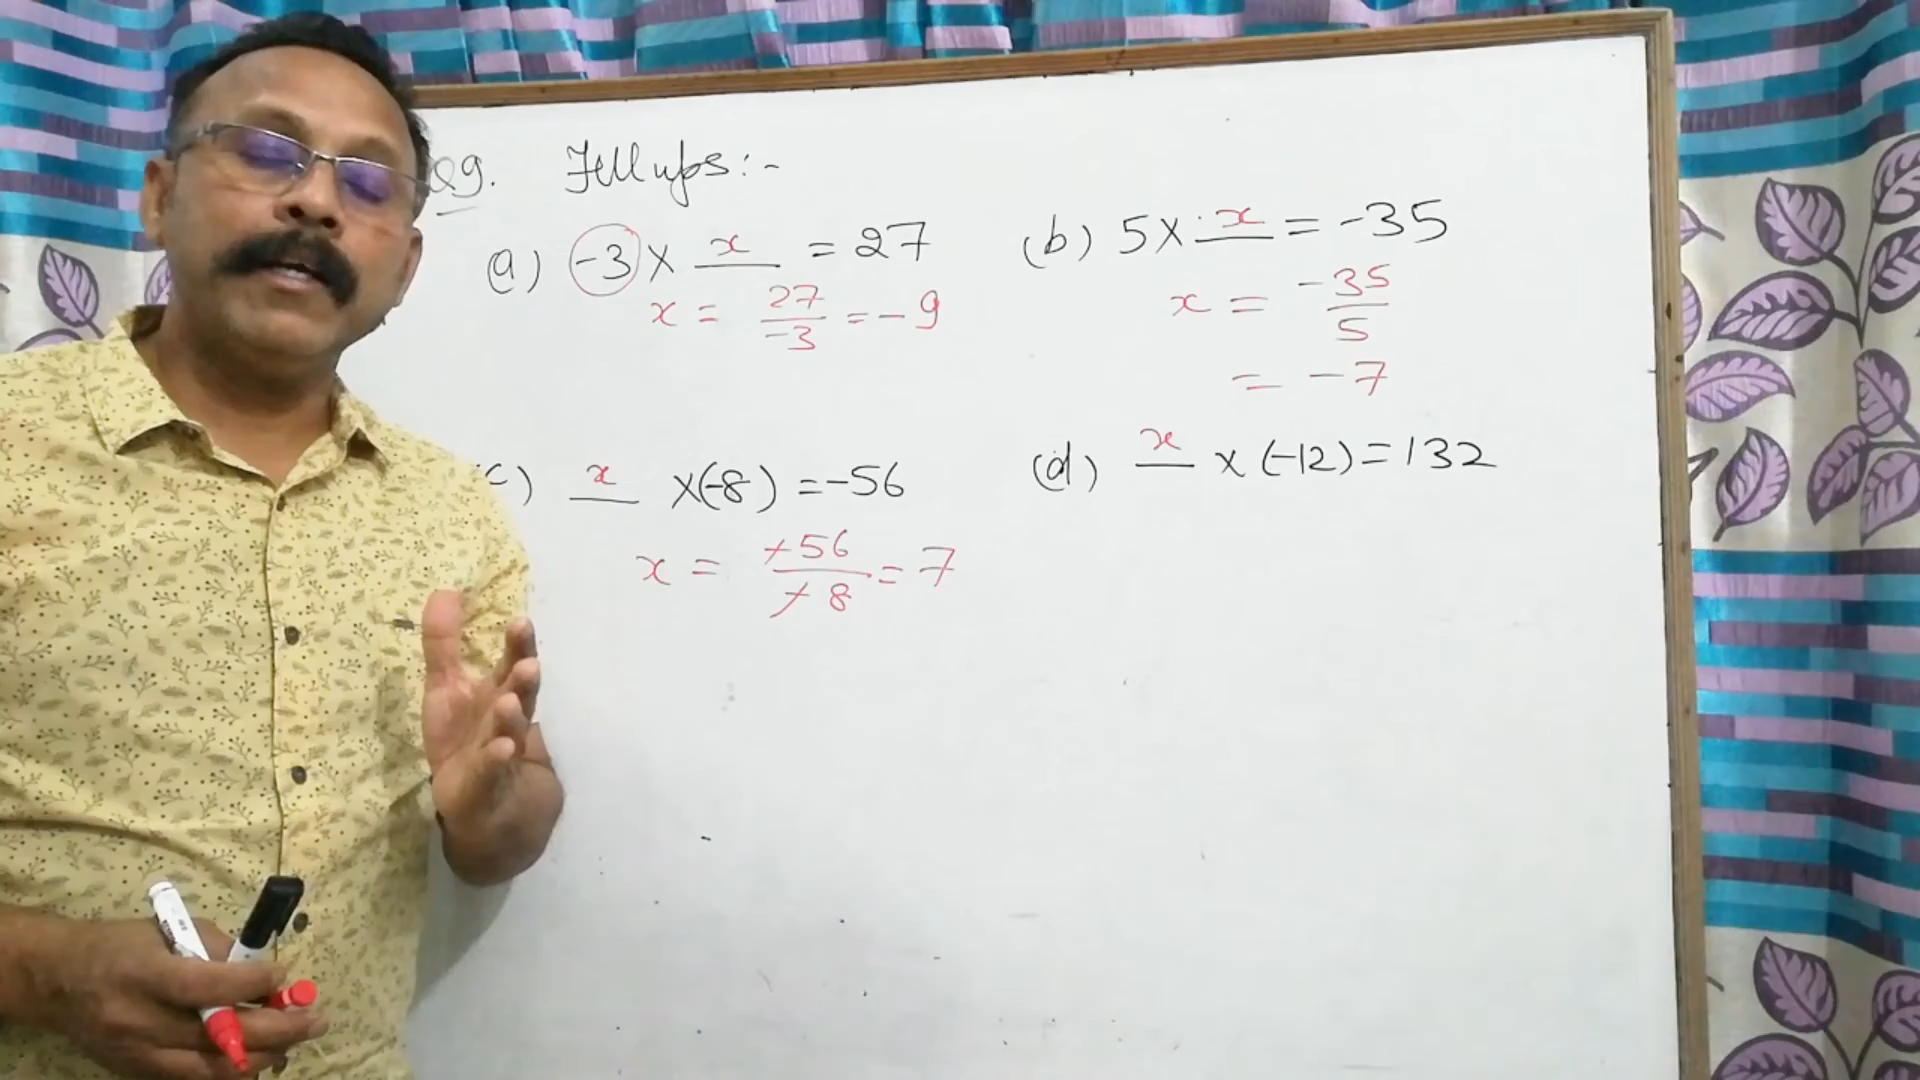 Q9. Fill ups:-
a) -3 × x = 27
x = 27/-3 = -9
(b) 5 × x = -35
x = -35/5
= -7
c) x ×(-8) = -56
x = -56/-8 = 7
(d) x × (-12) = 132